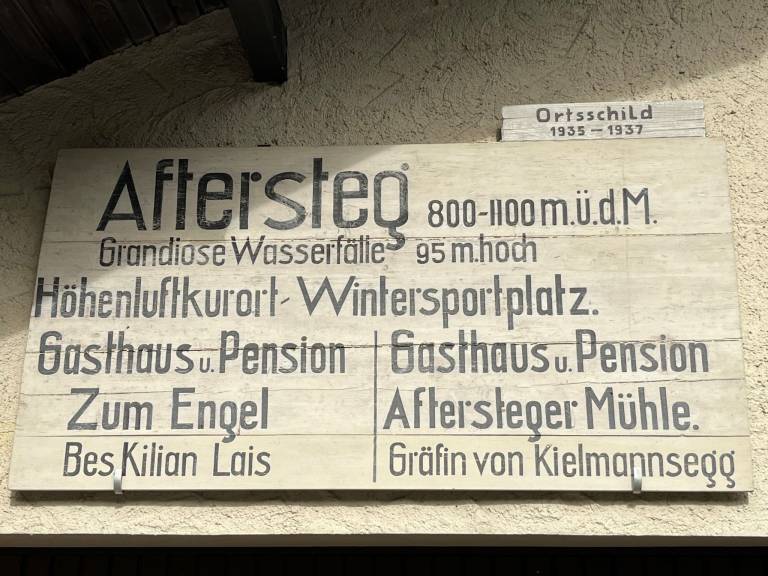 Ortsschild
1935 – 1937
Aftersteg 800-1100 m.ü.d.M.
Grandiose Wasserfälle 95 m.hoch
Höhenluftkurort- Wintersportplatz.
Gasthaus u. Pension
Zum Engel
Bes Kilian Lais
Gasthaus u. Pension
Aftersteger Mühle.
Gräfin von Kielmannsegg